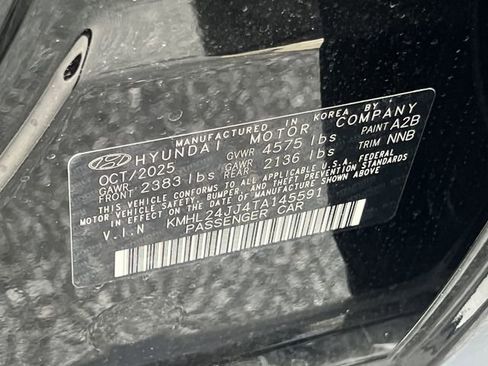 MANUFACTURED IN KOREA BY
HYUNDAI MOTOR COMPANY
OCT/2025 GVWR 4575 lbs PAINT A2B
GAWR FRONT 2383 lbs GAWR REAR 2136 lbs TRIM NNB
THIS VEHICLE CONFORMS TO ALL APPLICABLE U.S.A. FEDERAL
MOTOR VEHICLE SAFETY, BUMPER, AND THEFT PREVENTION STANDARDS
IN EFFECT ON THE DATE OF MANUFACTURE SHOWN ABOVE.
V.I.N KMHL24JJ4TA145591
PASSENGER CAR